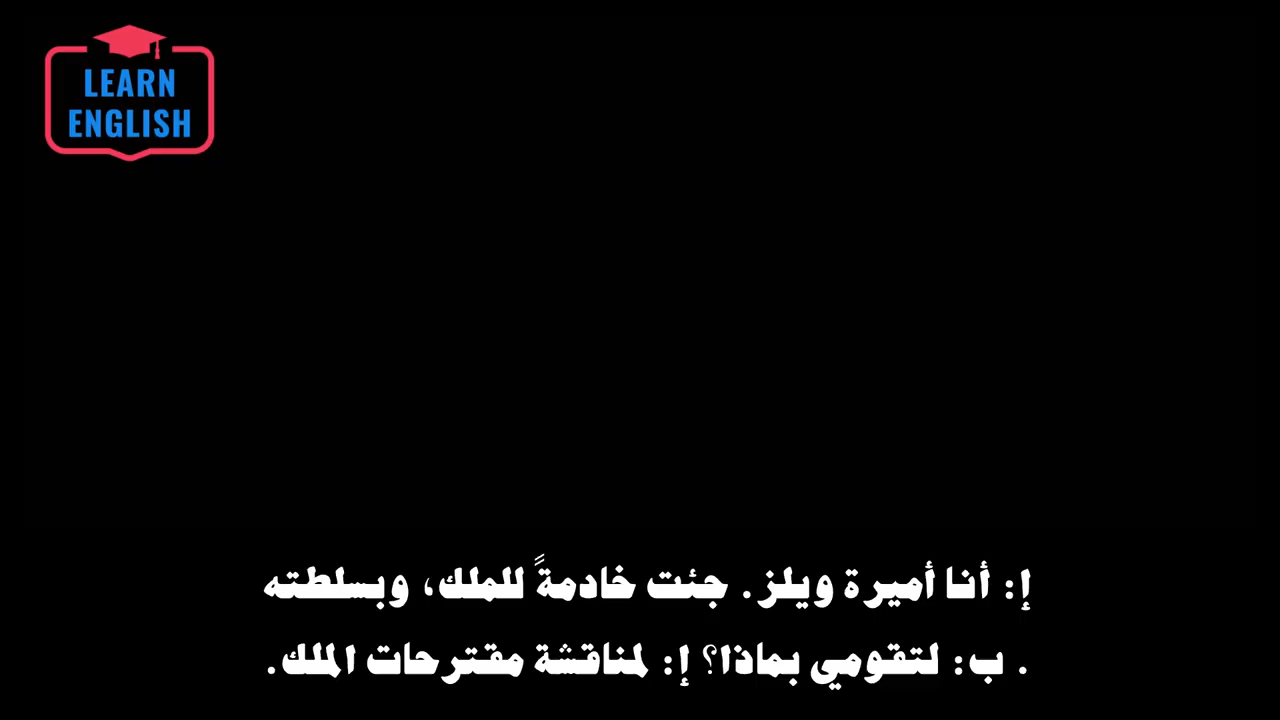 LEARN
ENGLISH
إ: أنا أميرة ويلز. جئت خادمةً للملك، وبسلطته
. ب: لتقومي بماذا؟ إ: لمناقشة مقترحات الملك.